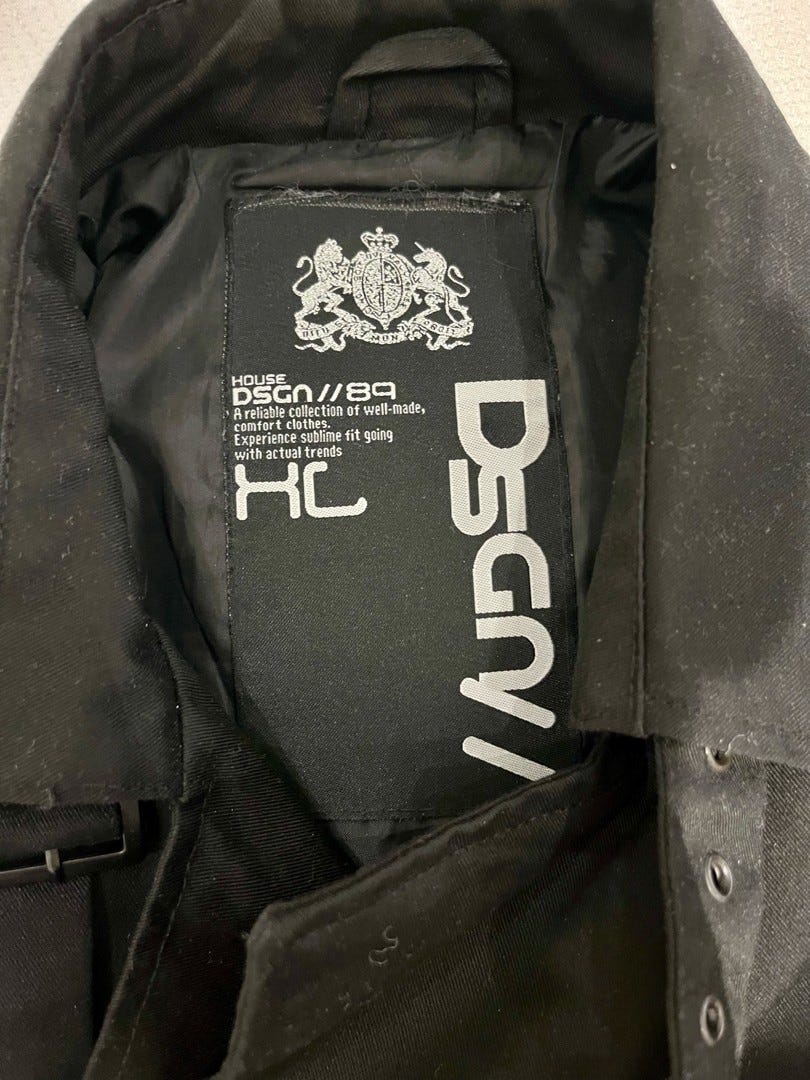 HOUSE
DSGN//89
A reliable collection of well-made,
comfort clothes.
Experience sublime fit going
with actual trends
XL
DSGN//